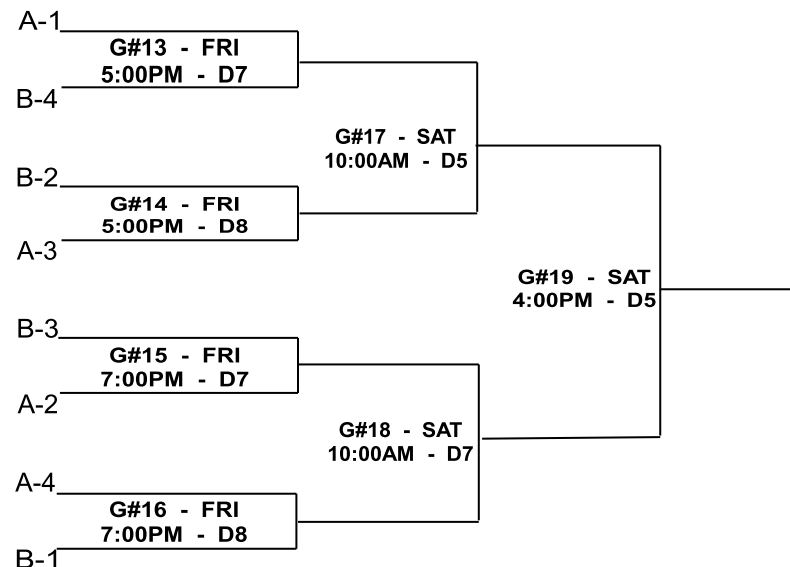 A-1
G#13 - FRI
5:00PM - D7
B-4
G#17 - SAT
10:00AM - D5
B-2
G#14 - FRI
5:00PM - D8
A-3
G#19 - SAT
4:00PM - D5
B-3
G#15 - FRI
7:00PM - D7
A-2
G#18 - SAT
10:00AM - D7
A-4
G#16 - FRI
7:00PM - D8
B-1